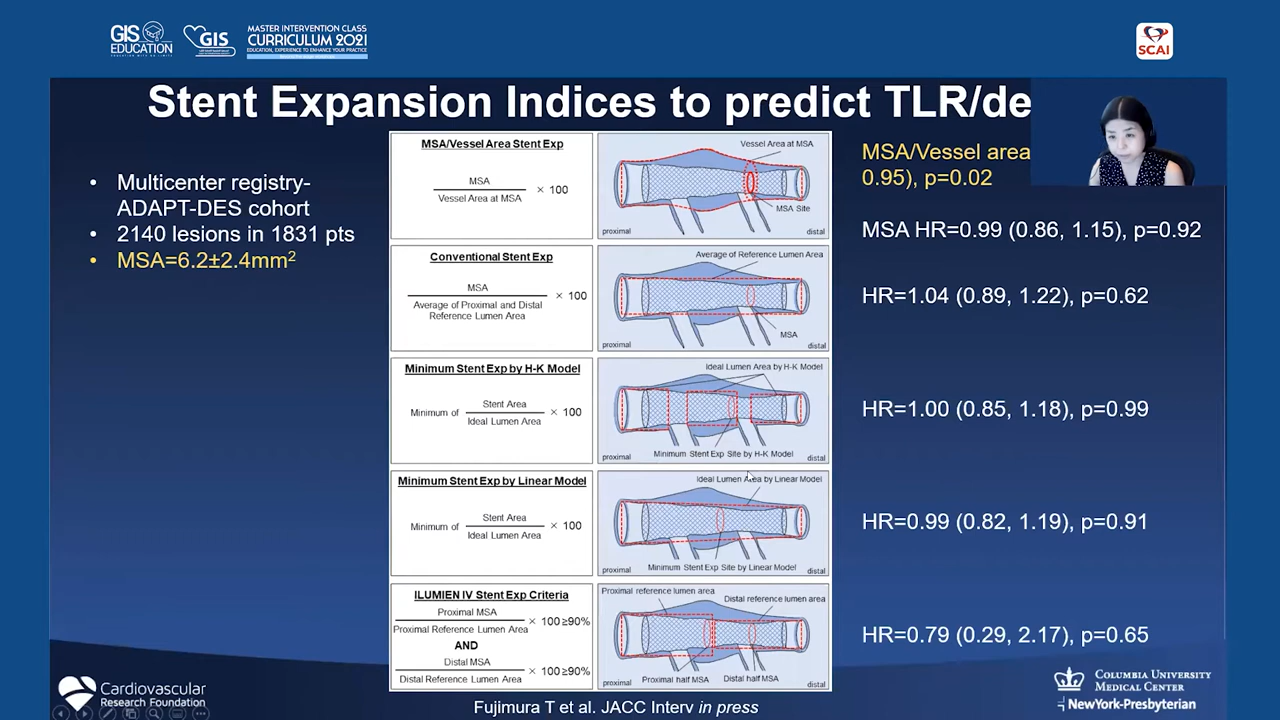 GIS
EDUCATION
GIS
MASTER INTERVENTION CLASS
CURRICULUM 2021
EDUCATION, EXPERIENCE TO ENHANCE YOUR PRACTICE
SCAI
Stent Expansion Indices to predict TLR/de
• Multicenter registry-
ADAPT-DES cohort
• 2140 lesions in 1831 pts
• MSA=6.2±2.4mm²
MSA/Vessel Area Stent Exp
MSA
Vessel Area at MSA
× 100
Vessel Area at MSA
MSA Site
proximal
distal
MSA/Vessel area
0.95), p=0.02
MSA HR=0.99 (0.86, 1.15), p=0.92
Conventional Stent Exp
MSA
Average of Proximal and Distal
Reference Lumen Area
× 100
Average of Reference Lumen Area
MSA
proximal
distal
HR=1.04 (0.89, 1.22), p=0.62
Minimum Stent Exp by H-K Model
Minimum of
Stent Area
Ideal Lumen Area
× 100
Ideal Lumen Area by H-K Model
Minimum Stent Exp Site by H-K Model
proximal
distal
HR=1.00 (0.85, 1.18), p=0.99
Minimum Stent Exp by Linear Model
Minimum of
Stent Area
Ideal Lumen Area
× 100
Ideal Lumen Area by Linear Model
Minimum Stent Exp Site by Linear Model
proximal
distal
HR=0.99 (0.82, 1.19), p=0.91
ILUMIEN IV Stent Exp Criteria
Proximal MSA
Proximal Reference Lumen Area
× 100≥90%
AND
Distal MSA
Distal Reference Lumen Area
× 100≥90%
Proximal reference lumen area
Distal reference lumen area
proximal
Proximal half MSA
Distal half MSA
distal
HR=0.79 (0.29, 2.17), p=0.65
Cardiovascular
Research Foundation
Fujimura T et al. JACC Interv in press
COLUMBIA UNIVERSITY
MEDICAL CENTER
NewYork-Presbyterian